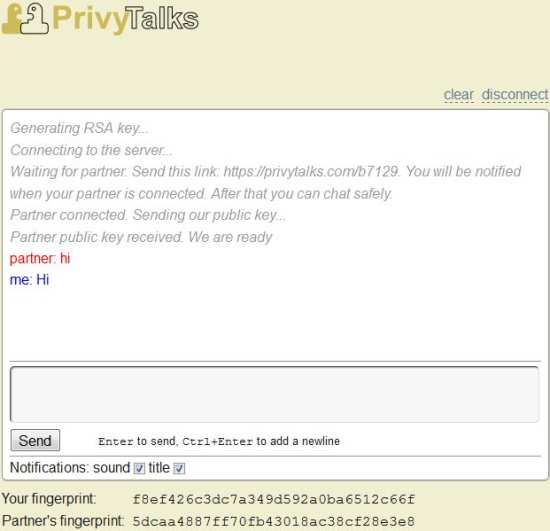 PrivyTalks
clear disconnect
Generating RSA key...
Connecting to the server...
Waiting for partner. Send this link: https://privytalks.com/b7129. You will be notified
when your partner is connected. After that you can chat safely.
Partner connected. Sending our public key...
Partner public key received. We are ready
partner: hi
me: Hi
Send Enter to send, Ctrl+Enter to add a newline
Notifications: sound title
Your fingerprint: f8ef426c3dc7a349d592a0ba6512c66f
Partner's fingerprint: 5dcaa4887ff70fb43018ac38cf28e3e8